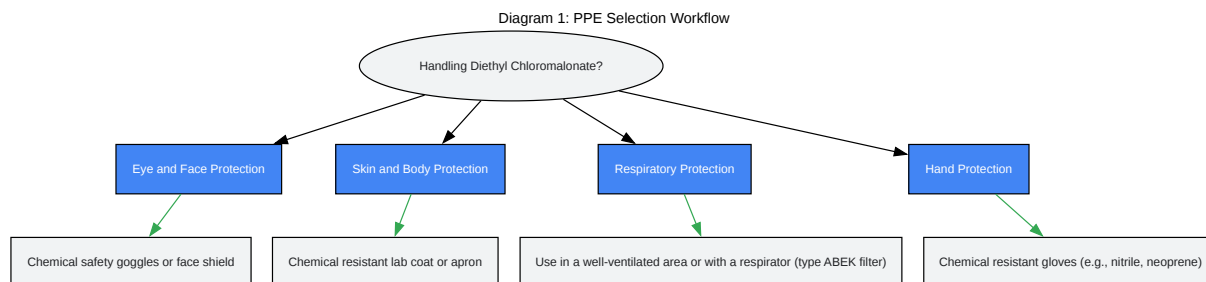 Diagram 1: PPE Selection Workflow
Handling Diethyl Chloromalonate?
Eye and Face Protection
Skin and Body Protection
Respiratory Protection
Hand Protection
Chemical safety goggles or face shield
Chemical resistant lab coat or apron
Use in a well-ventilated area or with a respirator (type ABEK filter)
Chemical resistant gloves (e.g., nitrile, neoprene)